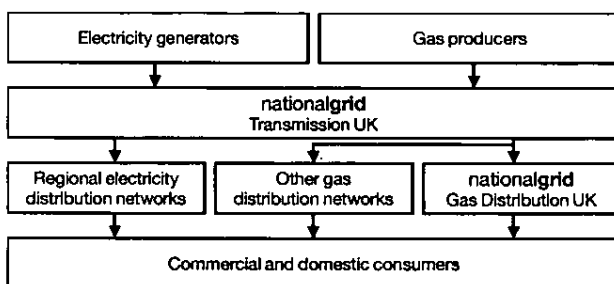 Electricity generators
Gas producers
nationalgrid
Transmission UK
Regional electricity
distribution networks
Other gas
distribution networks
nationalgrid
Gas Distribution UK
Commercial and domestic consumers